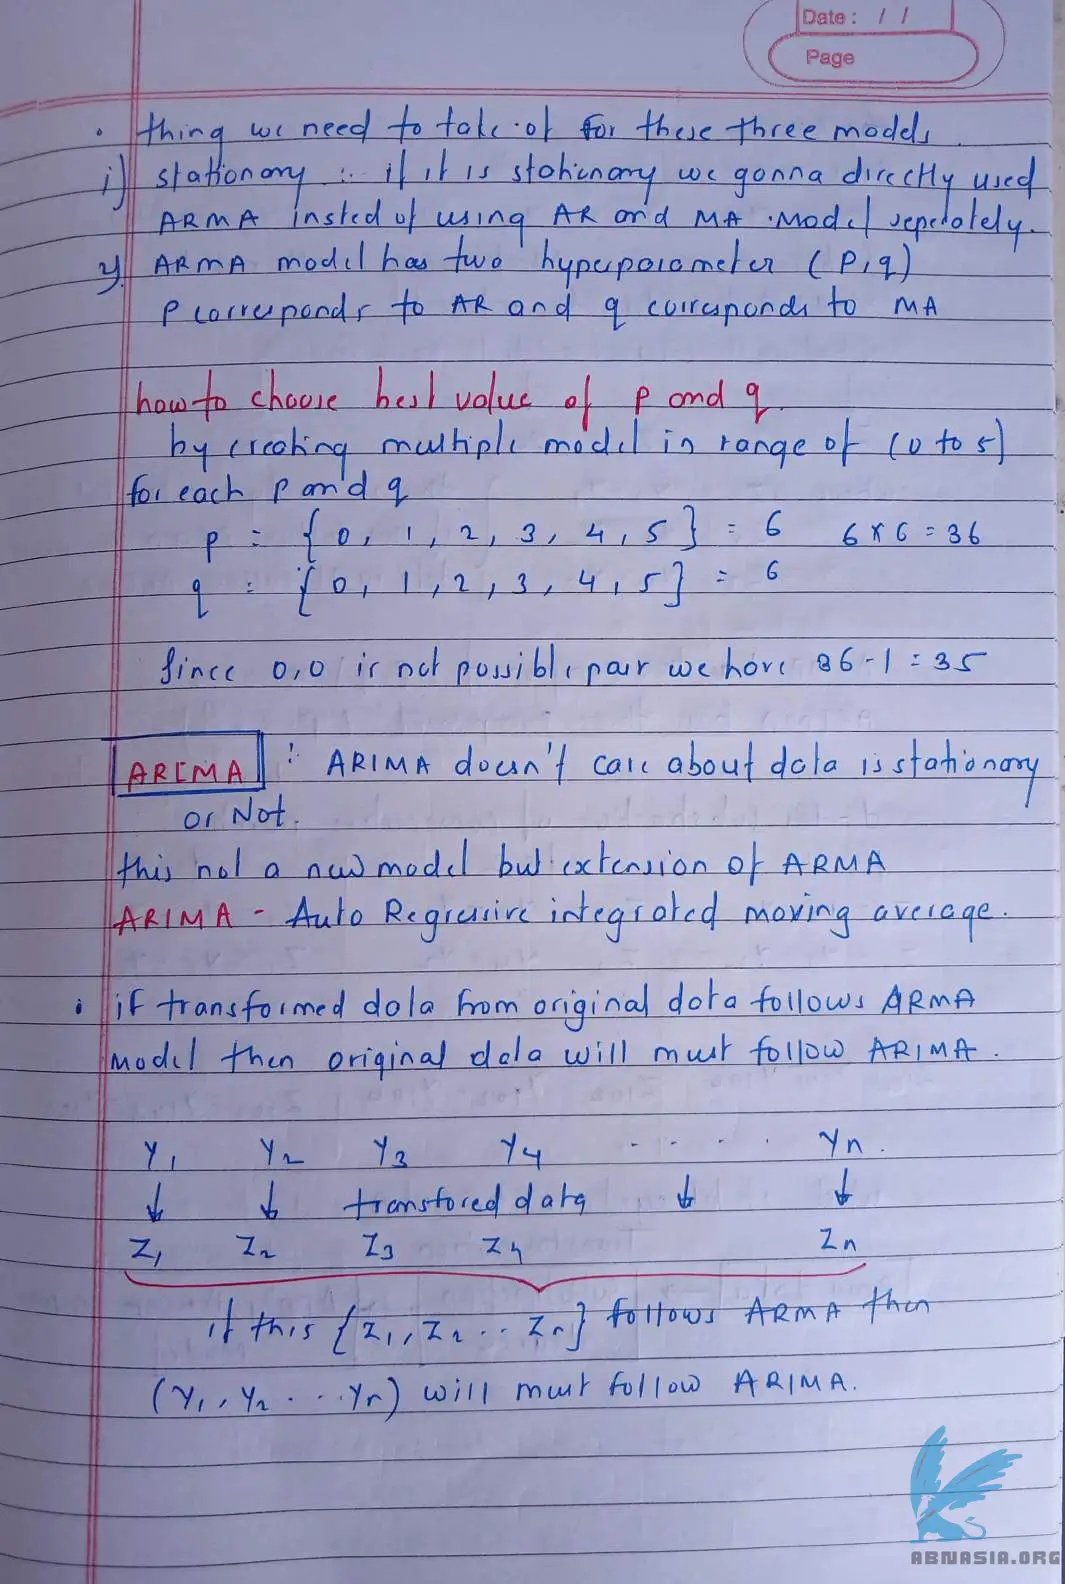 Date : / /
Page
. thing we need to take of for these three models
i) stationary :. if it is stationary we gonna directly used
ARMA insted of using AR and MA model seperately.
y ARMA model has two hyperparameter (P,q)
P corresponds to AR and q corresponds to MA
how to choose best value of p and q.
by creating multiple model in range of (0 to 5)
for each p and q
p = {0, 1, 2, 3, 4, 5} = 6 6 x 6 = 36
q = {0, 1, 2, 3, 4, 5} = 6
Since 0,0 is not possible pair we have 36-1 = 35
ARIMA : ARIMA doesn't care about data is stationary
or Not.
this not a new model but extension of ARMA
ARIMA - Auto Regressive integrated moving average.
. if transformed data from original data follows ARMA
model then original data will must follow ARIMA.
Y1 Y2 Y3 Y4 . . . . Yn.
↓ ↓ transfored data ↓ ↓
Z1 Z2 Z3 Z4 Zn
if this {Z1, Z2 .. Zn} follows ARMA then
(Y1, Y2 . . . Yn) will must follow ARIMA.
ABNASIA.ORG